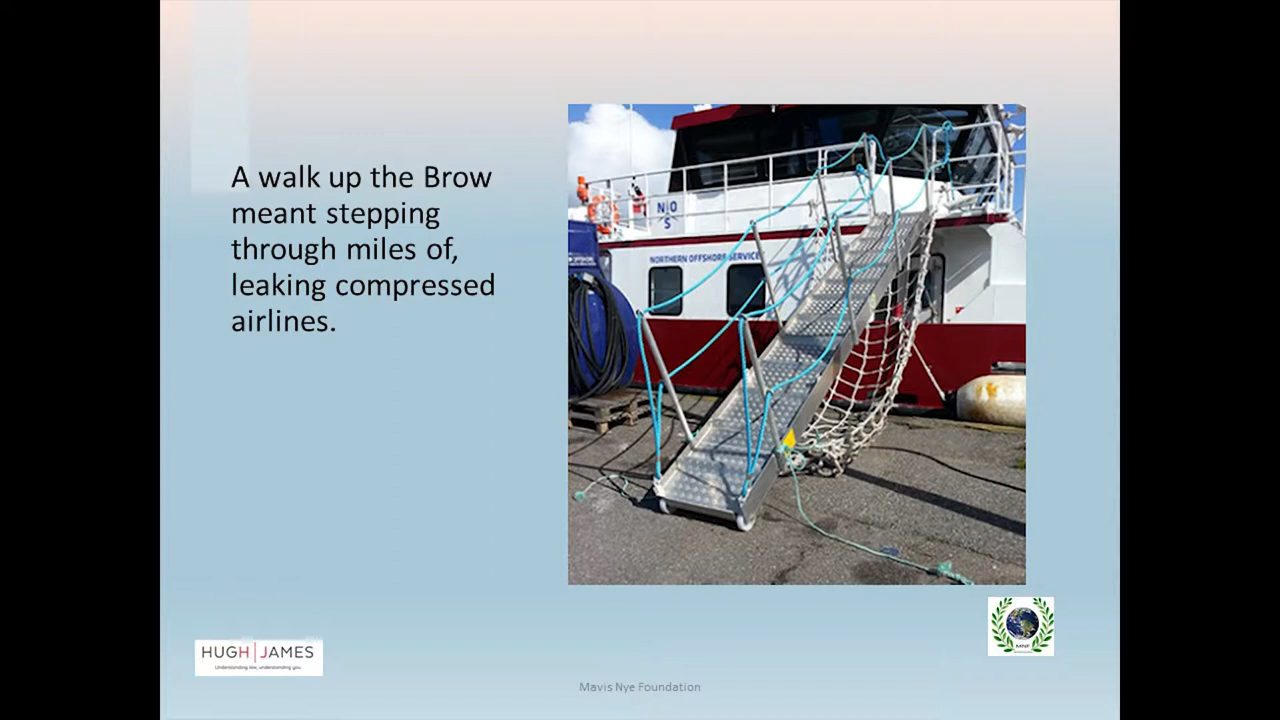 A walk up the Brow
meant stepping
through miles of,
leaking compressed
airlines.
N O
S
NORTHERN OFFSHORE SERVICE
HUGH JAMES
Understanding law, understanding you
MNF
Mavis Nye Foundation